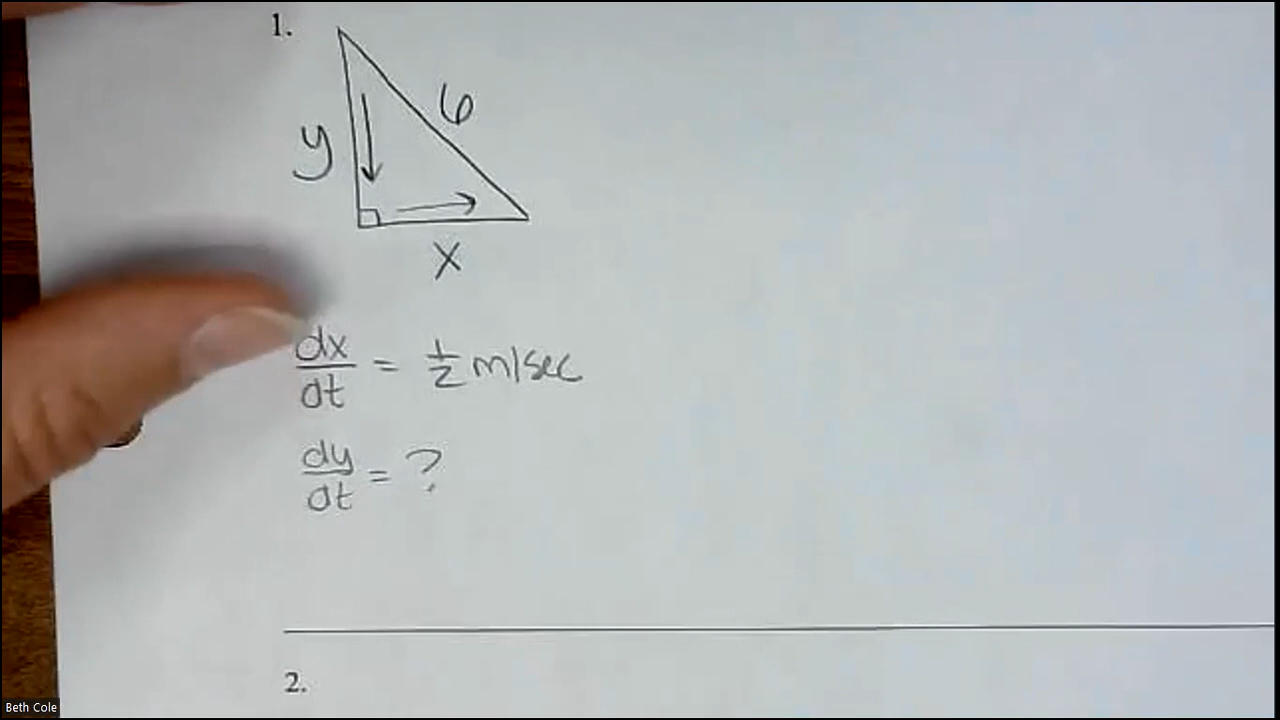 1.
6
y
x
dx/dt = 1/2 m/sec
dy/dt = ?
2.
Beth Cole